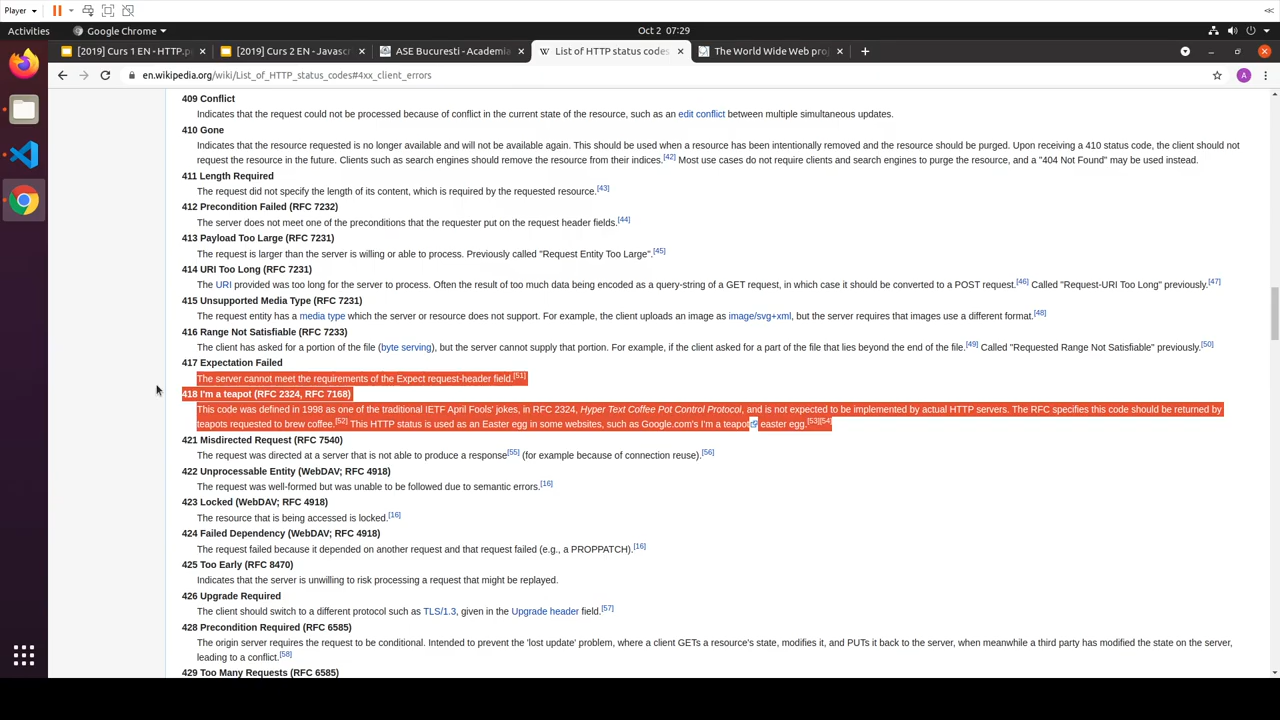 Player
Activities
Google Chrome
Oct 2 07:29
[2019] Curs 1 EN - HTTP.p
[2019] Curs 2 EN - Javascr
ASE Bucuresti - Academia
W List of HTTP status codes
The World Wide Web proj
en.wikipedia.org/wiki/List_of_HTTP_status_codes#4xx_client_errors
A
409 Conflict
Indicates that the request could not be processed because of conflict in the current state of the resource, such as an edit conflict between multiple simultaneous updates.
410 Gone
Indicates that the resource requested is no longer available and will not be available again. This should be used when a resource has been intentionally removed and the resource should be purged. Upon receiving a 410 status code, the client should not
request the resource in the future. Clients such as search engines should remove the resource from their indices.[42] Most use cases do not require clients and search engines to purge the resource, and a "404 Not Found" may be used instead.
411 Length Required
The request did not specify the length of its content, which is required by the requested resource.[43]
412 Precondition Failed (RFC 7232)
The server does not meet one of the preconditions that the requester put on the request header fields.[44]
413 Payload Too Large (RFC 7231)
The request is larger than the server is willing or able to process. Previously called "Request Entity Too Large".[45]
414 URI Too Long (RFC 7231)
The URI provided was too long for the server to process. Often the result of too much data being encoded as a query-string of a GET request, in which case it should be converted to a POST request.[46] Called "Request-URI Too Long" previously.[47]
415 Unsupported Media Type (RFC 7231)
The request entity has a media type which the server or resource does not support. For example, the client uploads an image as image/svg+xml, but the server requires that images use a different format.[48]
416 Range Not Satisfiable (RFC 7233)
The client has asked for a portion of the file (byte serving), but the server cannot supply that portion. For example, if the client asked for a part of the file that lies beyond the end of the file.[49] Called "Requested Range Not Satisfiable" previously.[50]
417 Expectation Failed
The server cannot meet the requirements of the Expect request-header field.[51]
418 I'm a teapot (RFC 2324, RFC 7168)
This code was defined in 1998 as one of the traditional IETF April Fools' jokes, in RFC 2324, Hyper Text Coffee Pot Control Protocol, and is not expected to be implemented by actual HTTP servers. The RFC specifies this code should be returned by
teapots requested to brew coffee.[52] This HTTP status is used as an Easter egg in some websites, such as Google.com's I'm a teapot easter egg.[53][54]
421 Misdirected Request (RFC 7540)
The request was directed at a server that is not able to produce a response[55] (for example because of connection reuse).[56]
422 Unprocessable Entity (WebDAV; RFC 4918)
The request was well-formed but was unable to be followed due to semantic errors.[16]
423 Locked (WebDAV; RFC 4918)
The resource that is being accessed is locked.[16]
424 Failed Dependency (WebDAV; RFC 4918)
The request failed because it depended on another request and that request failed (e.g., a PROPPATCH).[16]
425 Too Early (RFC 8470)
Indicates that the server is unwilling to risk processing a request that might be replayed.
426 Upgrade Required
The client should switch to a different protocol such as TLS/1.3, given in the Upgrade header field.[57]
428 Precondition Required (RFC 6585)
The origin server requires the request to be conditional. Intended to prevent the 'lost update' problem, where a client GETs a resource's state, modifies it, and PUTs it back to the server, when meanwhile a third party has modified the state on the server,
leading to a conflict.[58]
429 Too Many Requests (RFC 6585)